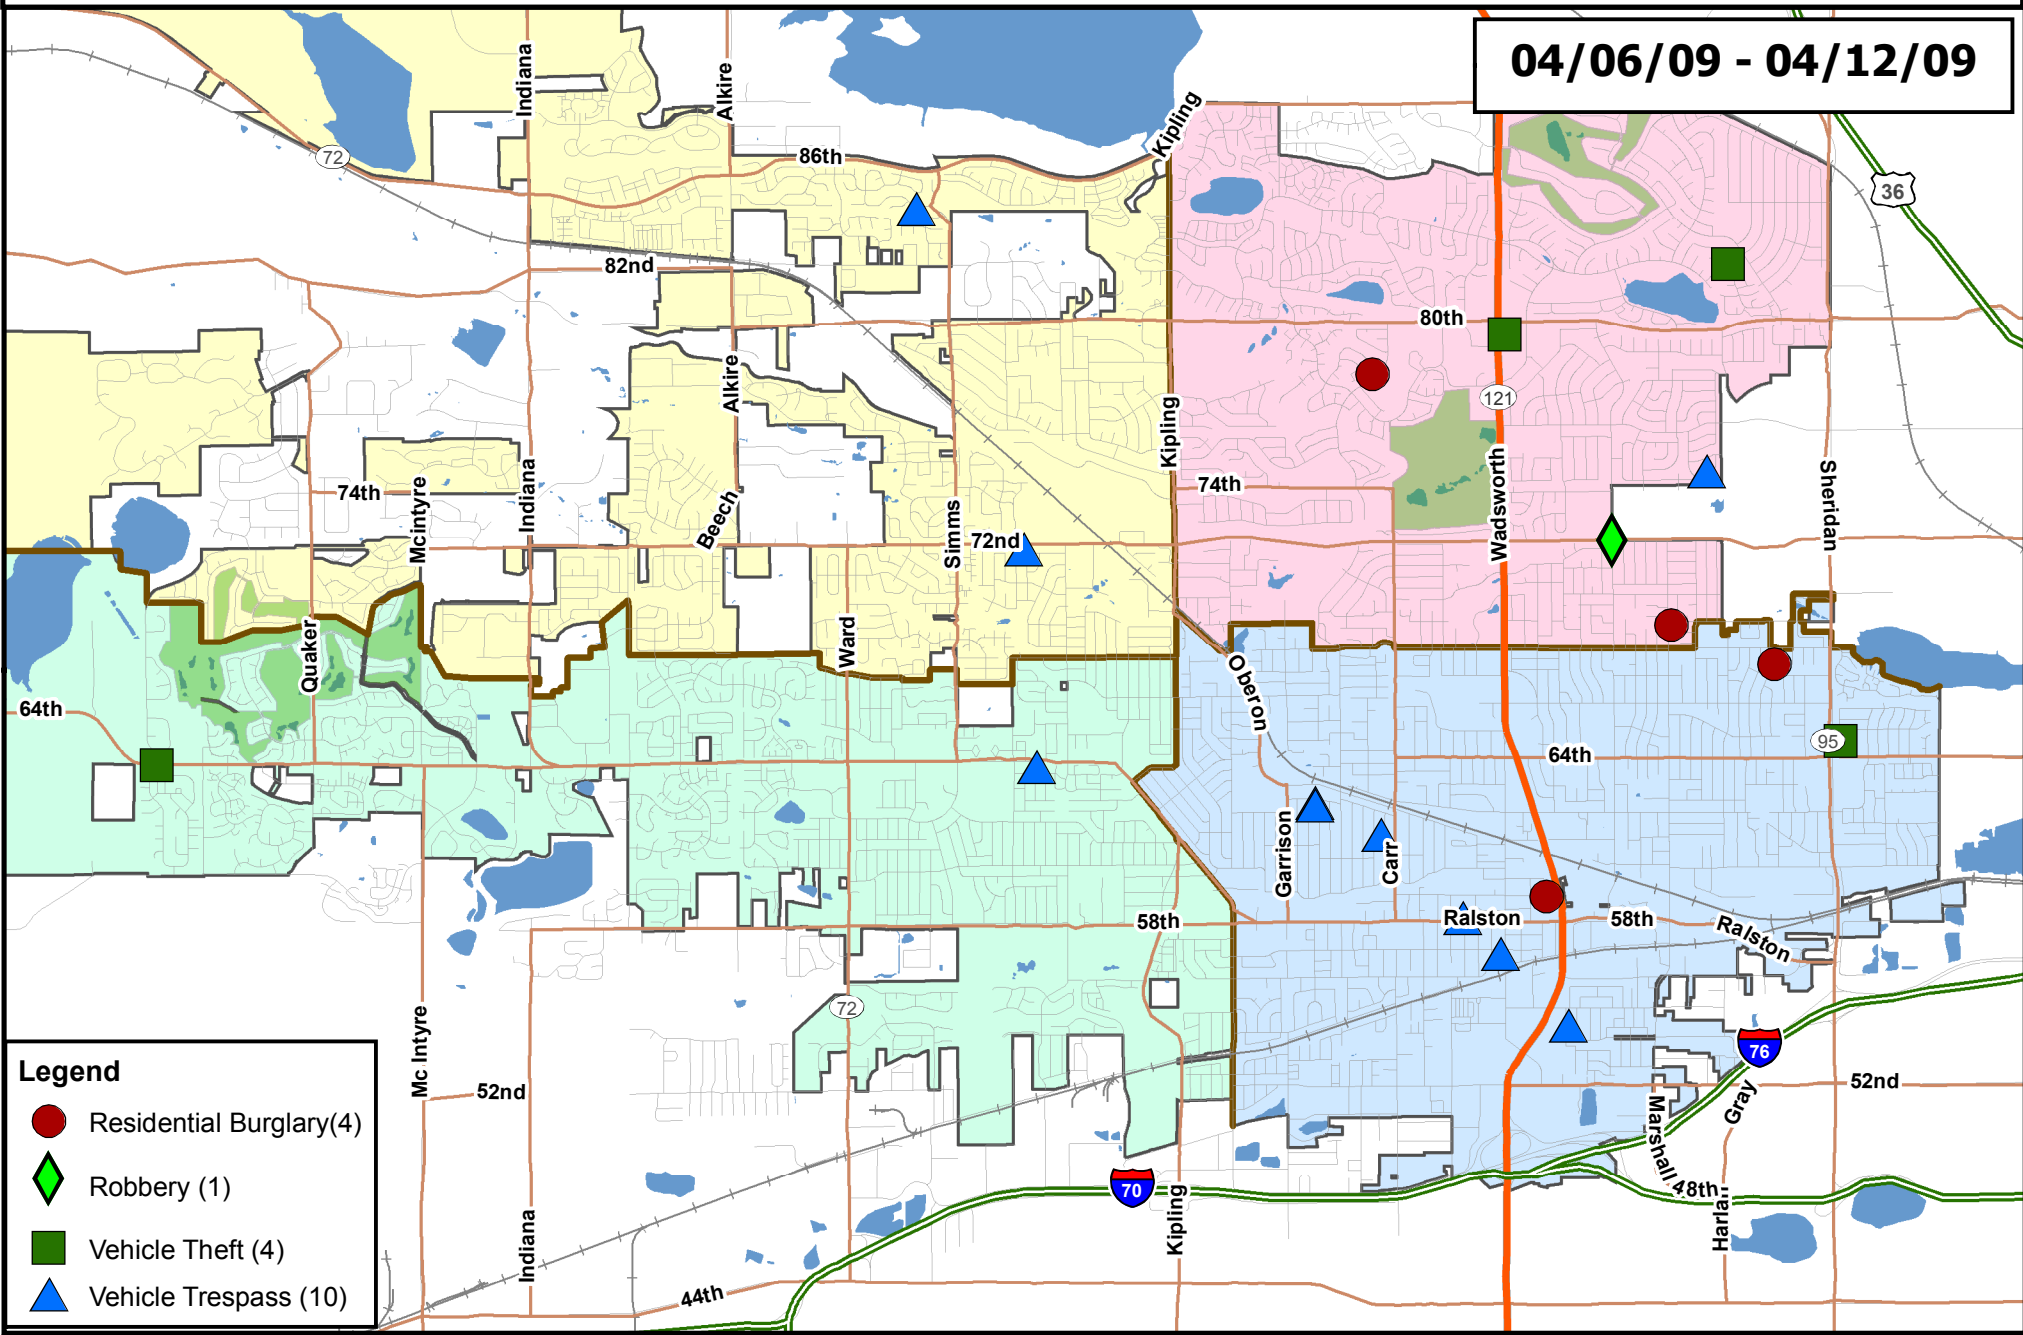 04/06/09 - 04/12/09
Indiana
Alkire
Kipling
86th
72
36
82nd
80th
Alkire
Kipling
121
74th
Mcintyre
Indiana
Beech
Simms
72nd
74th
Wadsworth
Sheridan
Quaker
Ward
Oberon
64th
64th
95
Garrison
Carr
58th
Ralston
58th
Ralston
72
Mc Intyre
52nd
76
52nd
Gray
Marshall
48th
Harlan
70
Kipling
Indiana
44th
Legend
Residential Burglary(4)
Robbery (1)
Vehicle Theft (4)
Vehicle Trespass (10)